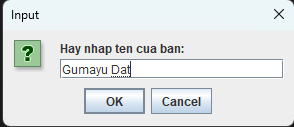 Input
Hay nhap ten cua ban:
Gumayu Dat
OK Cancel